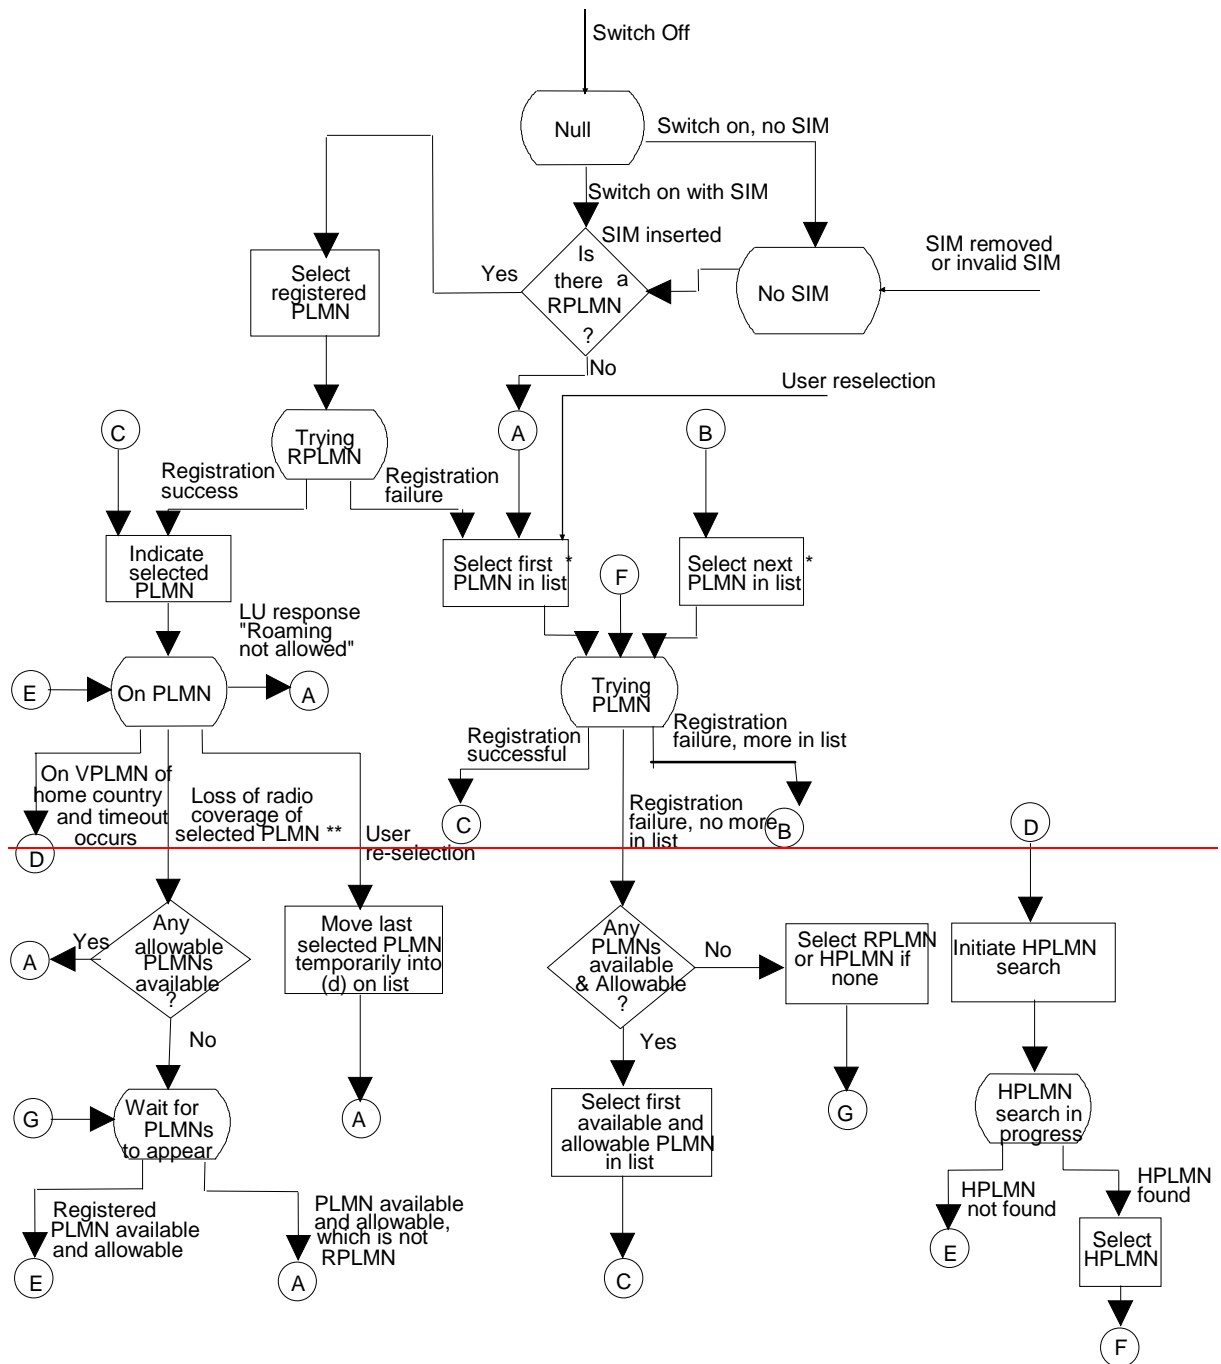 Switch Off
Null
Switch on, no SIM
Switch on with SIM
SIM inserted
SIM removed
or invalid SIM
Is
there a
RPLMN
?
Yes
No SIM
Select
registered
PLMN
No
User reselection
C
Trying
RPLMN
A
B
Registration
success
Registration
failure
Indicate
selected
PLMN
Select first *
PLMN in list
F
Select next *
PLMN in list
LU response
"Roaming
not allowed"
E
On PLMN
A
Trying
PLMN
Registration
successful
Registration
failure, more in list
On VPLMN of
home country
and timeout
occurs
Loss of radio
coverage of
selected PLMN **
User
re-selection
C
Registration
failure, no more
in list
B
D
D
Any
allowable
PLMNs
available
?
Yes
A
Move last
selected PLMN
temporarily into
(d) on list
Any
PLMNs
available
& Allowable
?
No
Select RPLMN
or HPLMN if
none
Initiate HPLMN
search
No
Yes
G
Wait for
PLMNs
to appear
A
Select first
available and
allowable PLMN
in list
G
HPLMN
search in
progress
Registered
PLMN available
and allowable
PLMN available
and allowable,
which is not
RPLMN
HPLMN
not found
HPLMN
found
E
A
C
E
Select
HPLMN
F